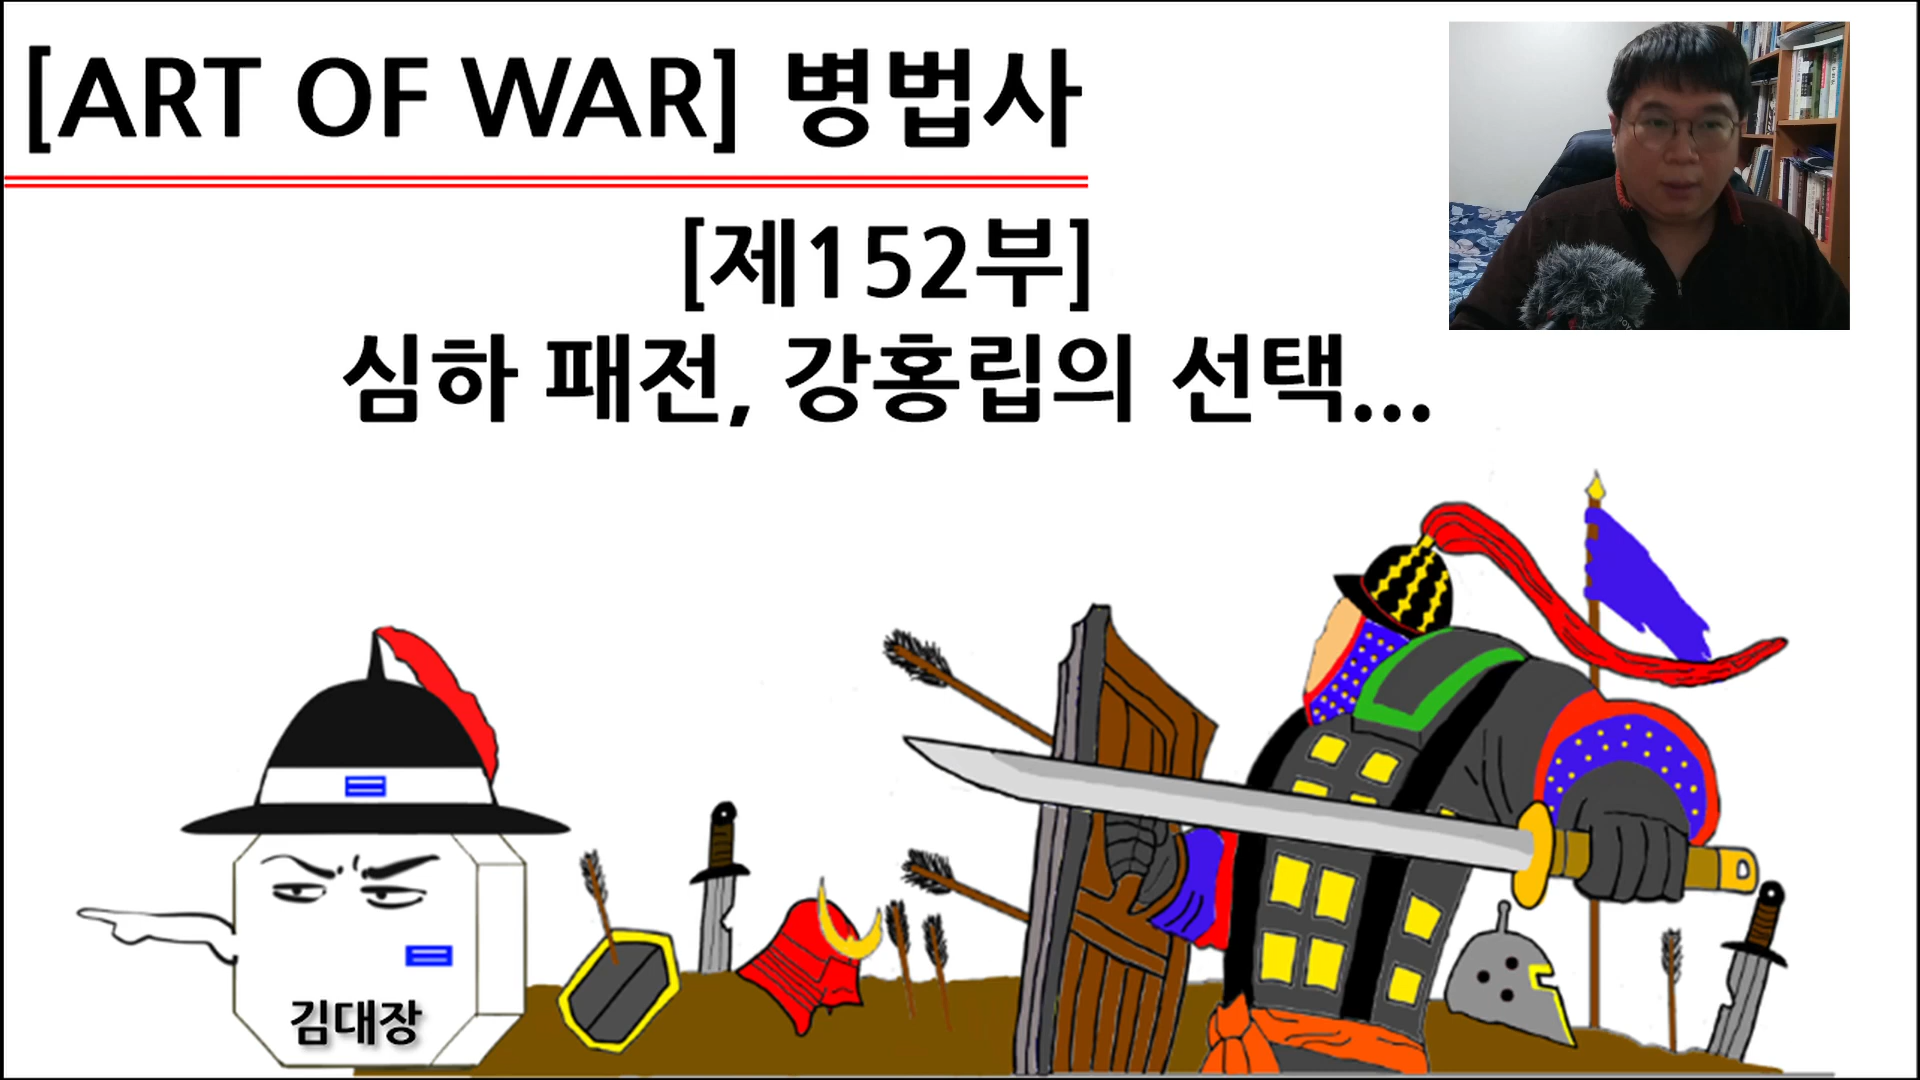 [ART OF WAR] 병법사
[제152부]
심하 패전, 강홍립의 선택...
김대장